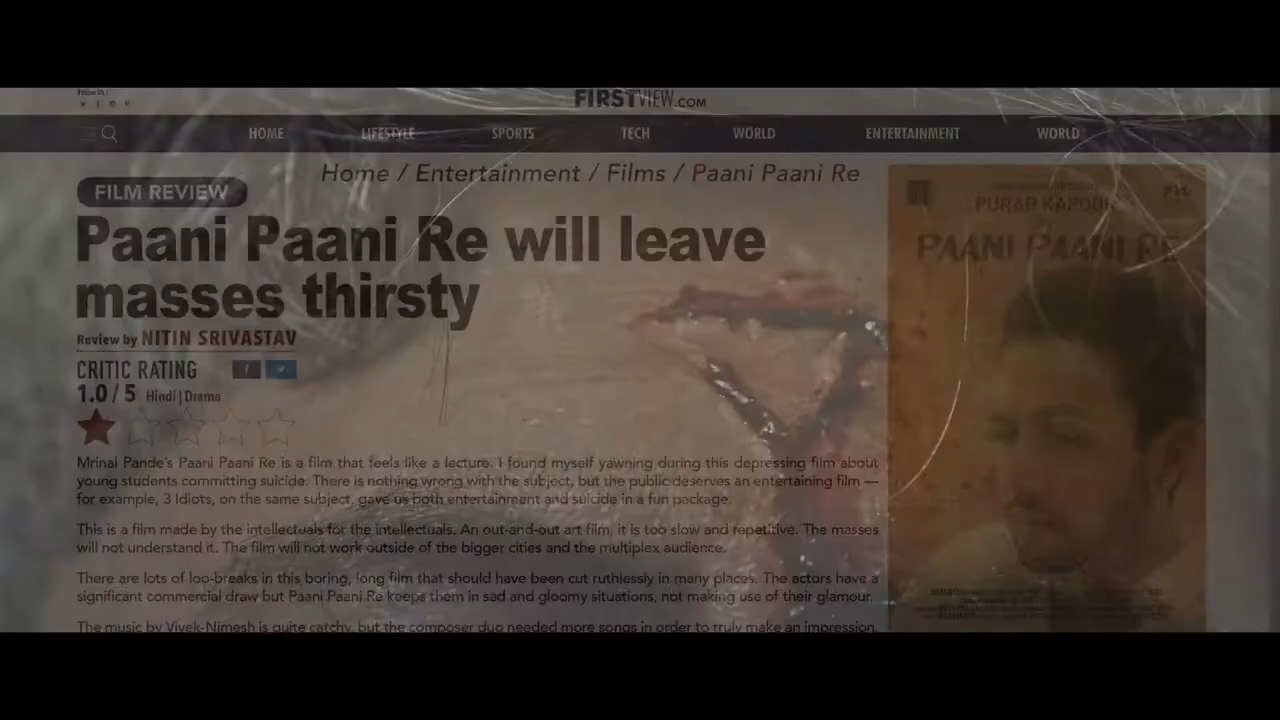 FIRSTVIEW.COM
HOME LIFESTYLE SPORTS TECH WORLD ENTERTAINMENT WORLD
Home / Entertainment / Films / Paani Paani Re
FILM REVIEW
Paani Paani Re will leave
masses thirsty
Review by NITIN SRIVASTAV
CRITIC RATING
1.0 / 5 Hindi | Drama
Mrinal Pande's Paani Paani Re is a film that feels like a lecture. I found myself yawning during this depressing film about
young students committing suicide. There is nothing wrong with the subject, but the public deserves an entertaining film —
for example, 3 Idiots, on the same subject, gave us both entertainment and suicide in a fun package.
This is a film made by the intellectuals for the intellectuals. An out-and-out art film, it is too slow and repetitive. The masses
will not understand it. The film will not work outside of the bigger cities and the multiplex audience.
There are lots of loo-breaks in this boring, long film that should have been cut ruthlessly in many places. The actors have a
significant commercial draw but Paani Paani Re keeps them in sad and gloomy situations, not making use of their glamour.
The music by Vivek-Nimesh is quite catchy, but the composer duo needed more songs in order to truly make an impression.
PURAB KAPOOR
PAANI PAANI RE